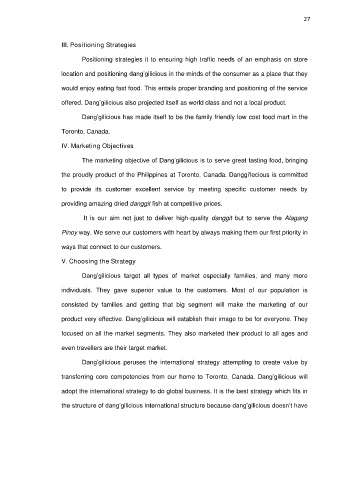 27
III. Positioning Strategies
Positioning strategies it to ensuring high traffic needs of an emphasis on store
location and positioning dang'gilicious in the minds of the consumer as a place that they
would enjoy eating fast food. This entails proper branding and positioning of the service
offered. Dang'gilicious also projected itself as world class and not a local product.
Dang'gilicious has made itself to be the family friendly low cost food mart in the
Toronto, Canada.
IV. Marketing Objectives
The marketing objective of Dang'gilicious is to serve great tasting food, bringing
the proudly product of the Philippines at Toronto, Canada. Danggi'lecious is committed
to provide its customer excellent service by meeting specific customer needs by
providing amazing dried danggit fish at competitive prices.
It is our aim not just to deliver high-quality danggit but to serve the Alagang
Pinoy way. We serve our customers with heart by always making them our first priority in
ways that connect to our customers.
V. Choosing the Strategy
Dang'gilicious target all types of market especially families, and many more
individuals. They gave superior value to the customers. Most of our population is
consisted by families and getting that big segment will make the marketing of our
product very effective. Dang'gilicious will establish their image to be for everyone. They
focused on all the market segments. They also marketed their product to all ages and
even travellers are their target market.
Dang'gilicious peruses the international strategy attempting to create value by
transferring core competencies from our home to Toronto, Canada. Dang'gilicious will
adopt the international strategy to do global business. It is the best strategy which fits in
the structure of dang'gilicious international structure because dang'gilicious doesn't have